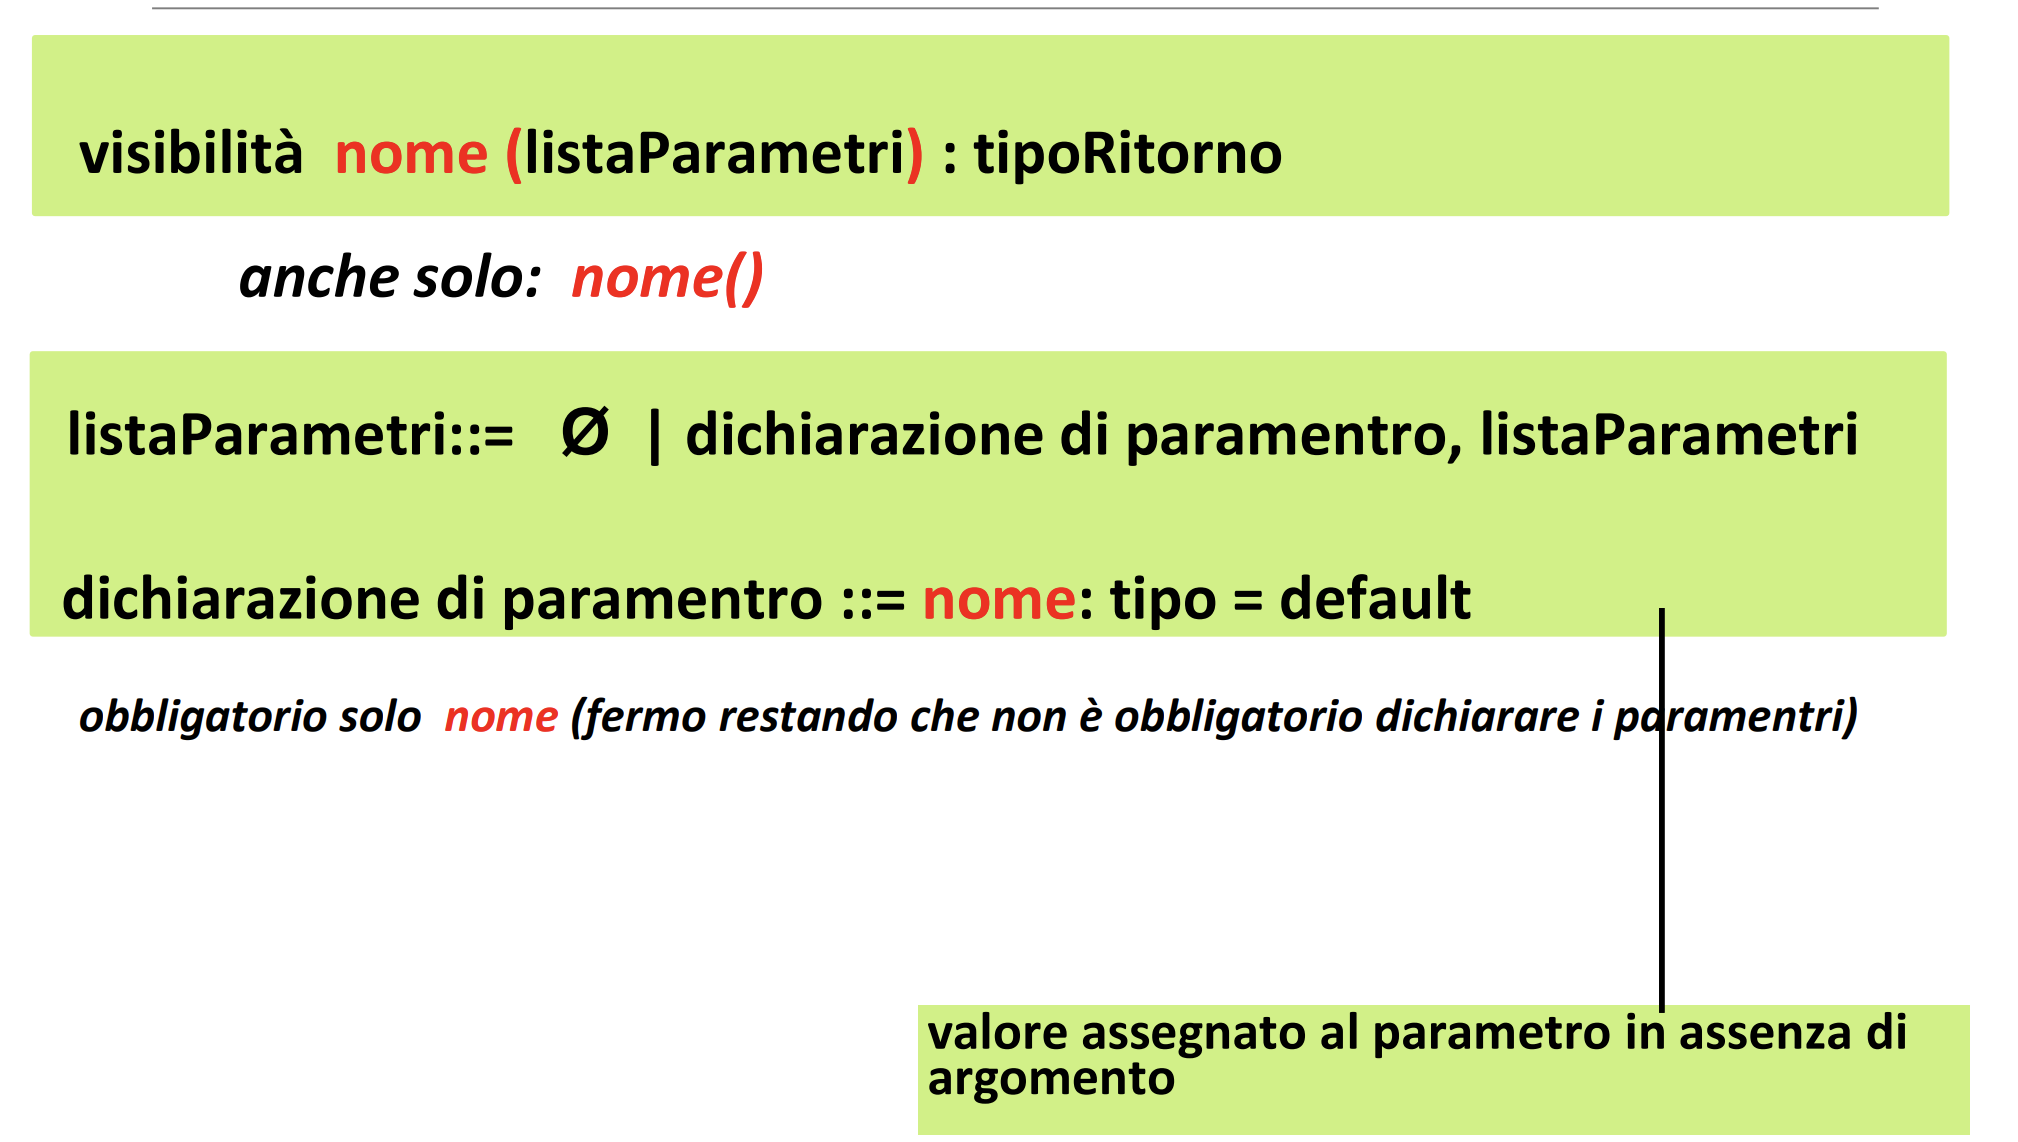 visibilità nome (listaParametri) : tipoRitorno
anche solo: nome()
listaParametri::= Ø | dichiarazione di paramentro, listaParametri
dichiarazione di paramentro ::= nome: tipo = default
obbligatorio solo nome (fermo restando che non è obbligatorio dichiarare i paramentri)
valore assegnato al parametro in assenza di
argomento